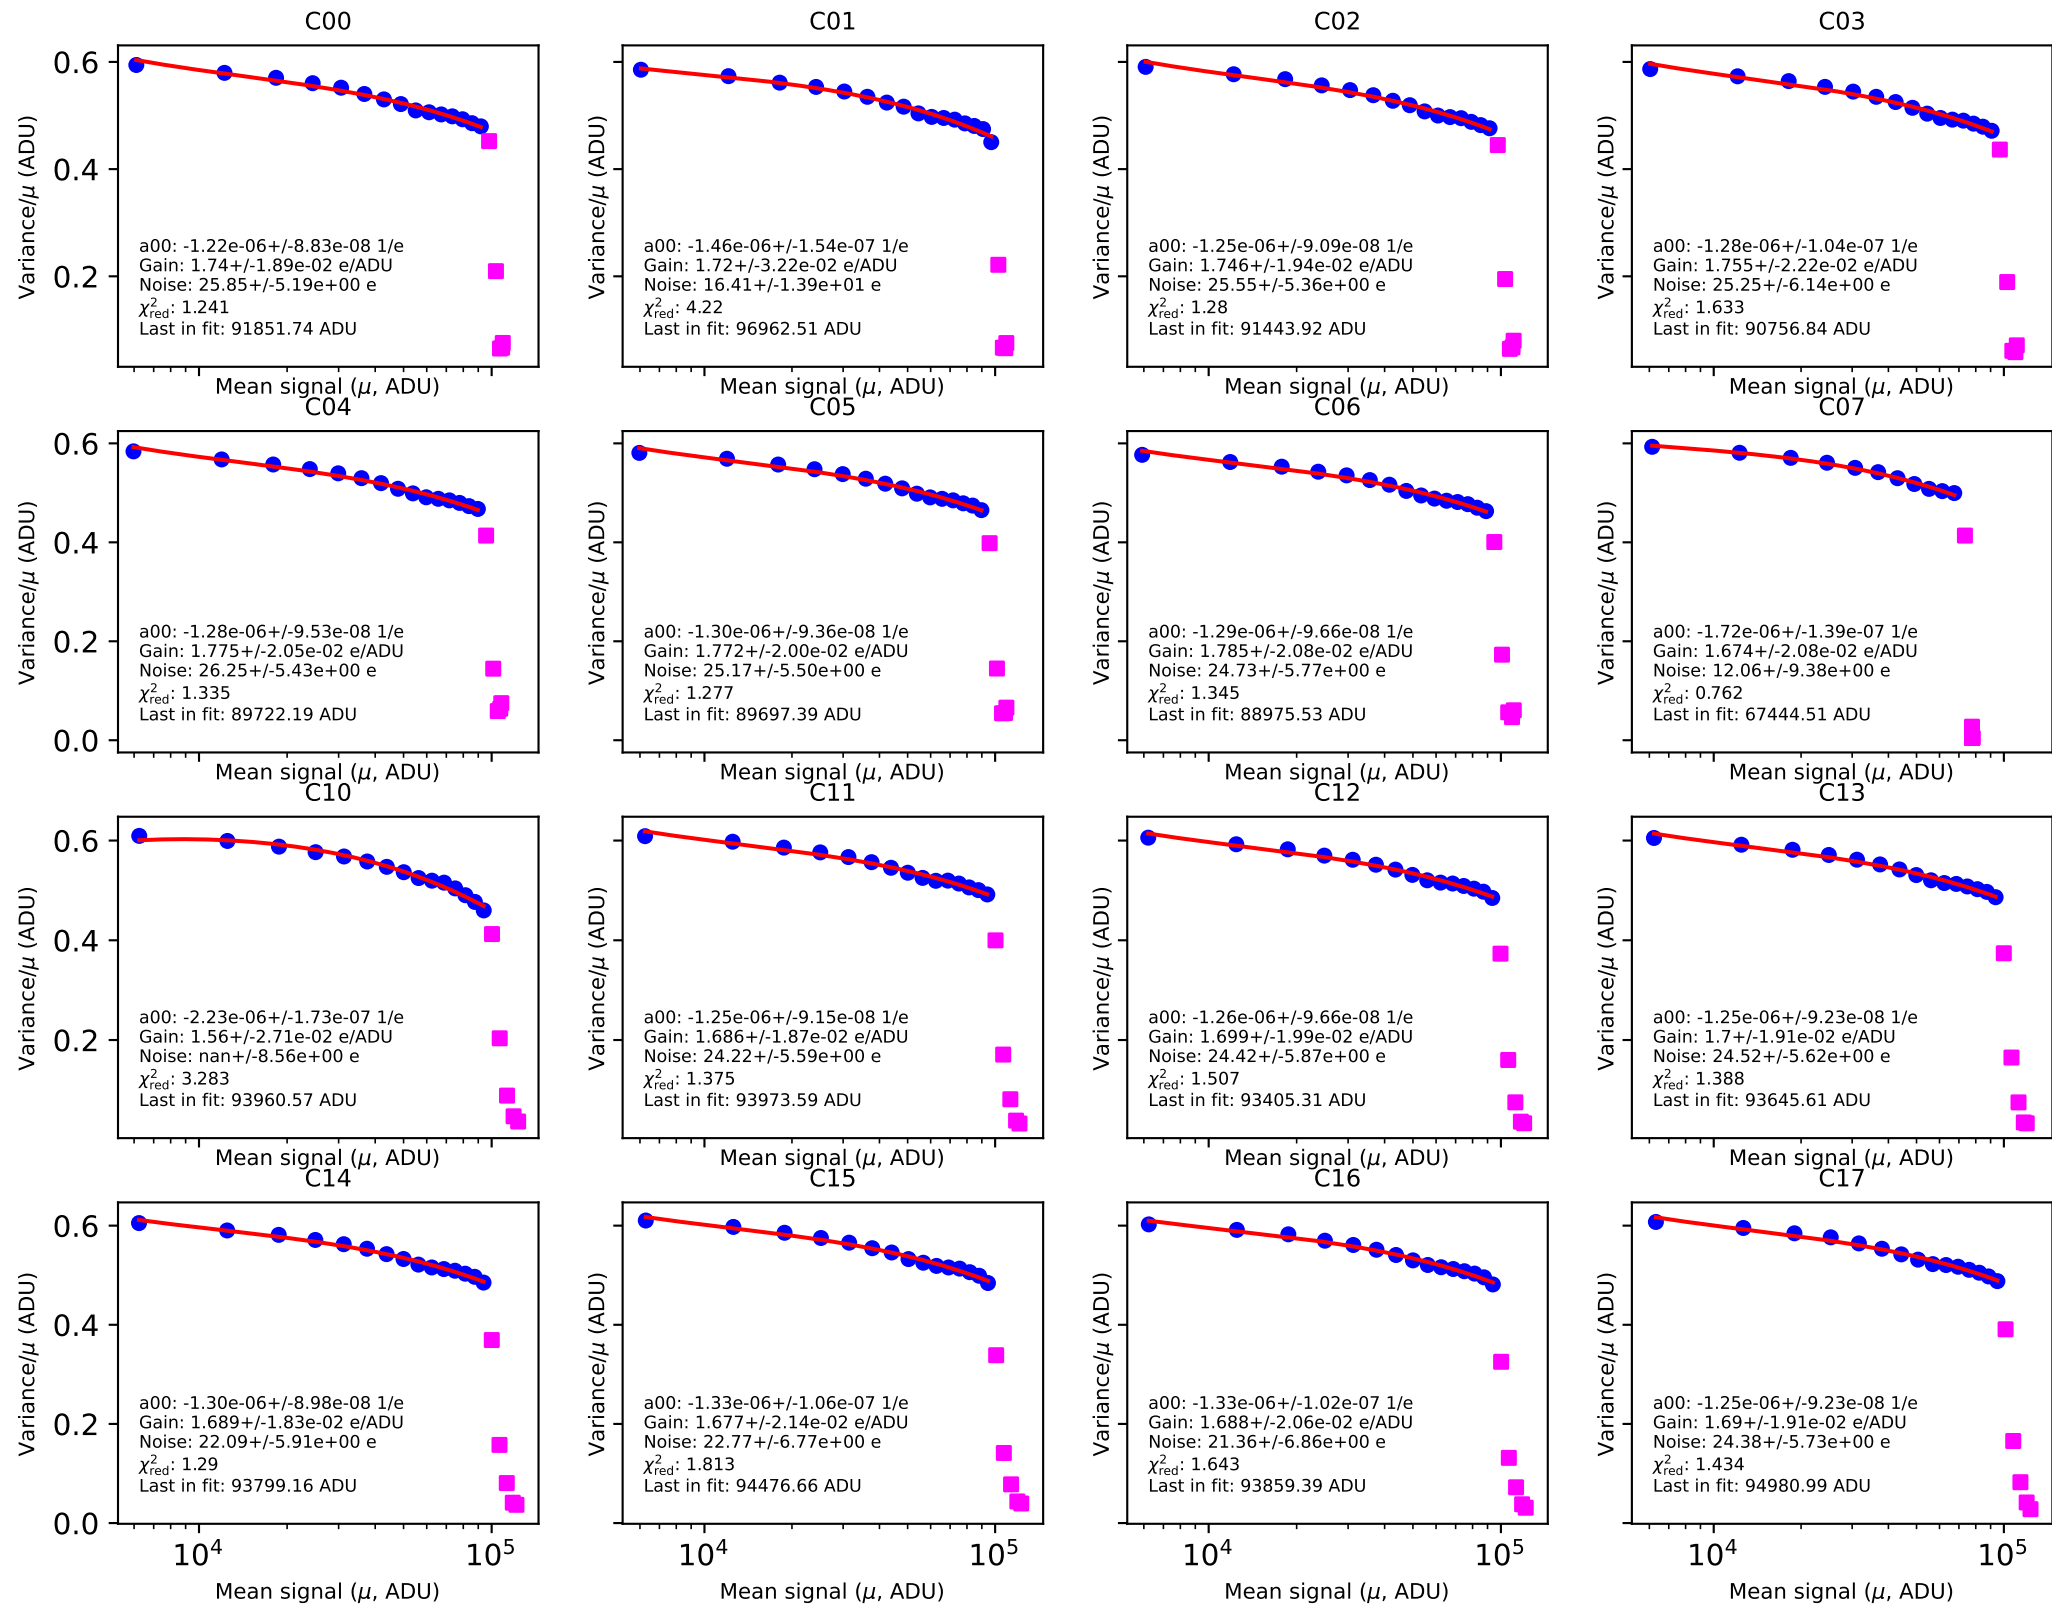 C00
C01
C02
C03
0.6
0.4
0.2
Variance/μ (ADU)
a00: -1.22e-06+/-8.83e-08 1/e
Gain: 1.74+/-1.89e-02 e/ADU
Noise: 25.85+/-5.19e+00 e
χ²red: 1.241
Last in fit: 91851.74 ADU
Mean signal (μ, ADU)
Variance/μ (ADU)
a00: -1.46e-06+/-1.54e-07 1/e
Gain: 1.72+/-3.22e-02 e/ADU
Noise: 16.41+/-1.39e+01 e
χ²red: 4.22
Last in fit: 96962.51 ADU
Mean signal (μ, ADU)
Variance/μ (ADU)
a00: -1.25e-06+/-9.09e-08 1/e
Gain: 1.746+/-1.94e-02 e/ADU
Noise: 25.55+/-5.36e+00 e
χ²red: 1.28
Last in fit: 91443.92 ADU
Mean signal (μ, ADU)
Variance/μ (ADU)
a00: -1.28e-06+/-1.04e-07 1/e
Gain: 1.755+/-2.22e-02 e/ADU
Noise: 25.25+/-6.14e+00 e
χ²red: 1.633
Last in fit: 90756.84 ADU
Mean signal (μ, ADU)
C04
C05
C06
C07
0.6
0.4
0.2
0.0
Variance/μ (ADU)
a00: -1.28e-06+/-9.53e-08 1/e
Gain: 1.775+/-2.05e-02 e/ADU
Noise: 26.25+/-5.43e+00 e
χ²red: 1.335
Last in fit: 89722.19 ADU
Mean signal (μ, ADU)
Variance/μ (ADU)
a00: -1.30e-06+/-9.36e-08 1/e
Gain: 1.772+/-2.00e-02 e/ADU
Noise: 25.17+/-5.50e+00 e
χ²red: 1.277
Last in fit: 89697.39 ADU
Mean signal (μ, ADU)
Variance/μ (ADU)
a00: -1.29e-06+/-9.66e-08 1/e
Gain: 1.785+/-2.08e-02 e/ADU
Noise: 24.73+/-5.77e+00 e
χ²red: 1.345
Last in fit: 88975.53 ADU
Mean signal (μ, ADU)
Variance/μ (ADU)
a00: -1.72e-06+/-1.39e-07 1/e
Gain: 1.674+/-2.08e-02 e/ADU
Noise: 12.06+/-9.38e+00 e
χ²red: 0.762
Last in fit: 67444.51 ADU
Mean signal (μ, ADU)
C10
C11
C12
C13
0.6
0.4
0.2
Variance/μ (ADU)
a00: -2.23e-06+/-1.73e-07 1/e
Gain: 1.56+/-2.71e-02 e/ADU
Noise: nan+/-8.56e+00 e
χ²red: 3.283
Last in fit: 93960.57 ADU
Mean signal (μ, ADU)
Variance/μ (ADU)
a00: -1.25e-06+/-9.15e-08 1/e
Gain: 1.686+/-1.87e-02 e/ADU
Noise: 24.22+/-5.59e+00 e
χ²red: 1.375
Last in fit: 93973.59 ADU
Mean signal (μ, ADU)
Variance/μ (ADU)
a00: -1.26e-06+/-9.66e-08 1/e
Gain: 1.699+/-1.99e-02 e/ADU
Noise: 24.42+/-5.87e+00 e
χ²red: 1.507
Last in fit: 93405.31 ADU
Mean signal (μ, ADU)
Variance/μ (ADU)
a00: -1.25e-06+/-9.23e-08 1/e
Gain: 1.7+/-1.91e-02 e/ADU
Noise: 24.52+/-5.62e+00 e
χ²red: 1.388
Last in fit: 93645.61 ADU
Mean signal (μ, ADU)
C14
C15
C16
C17
0.6
0.4
0.2
0.0
Variance/μ (ADU)
a00: -1.30e-06+/-8.98e-08 1/e
Gain: 1.689+/-1.83e-02 e/ADU
Noise: 22.09+/-5.91e+00 e
χ²red: 1.29
Last in fit: 93799.16 ADU
10⁴ 10⁵
Mean signal (μ, ADU)
Variance/μ (ADU)
a00: -1.33e-06+/-1.06e-07 1/e
Gain: 1.677+/-2.14e-02 e/ADU
Noise: 22.77+/-6.77e+00 e
χ²red: 1.813
Last in fit: 94476.66 ADU
10⁴ 10⁵
Mean signal (μ, ADU)
Variance/μ (ADU)
a00: -1.33e-06+/-1.02e-07 1/e
Gain: 1.688+/-2.06e-02 e/ADU
Noise: 21.36+/-6.86e+00 e
χ²red: 1.643
Last in fit: 93859.39 ADU
10⁴ 10⁵
Mean signal (μ, ADU)
Variance/μ (ADU)
a00: -1.25e-06+/-9.23e-08 1/e
Gain: 1.69+/-1.91e-02 e/ADU
Noise: 24.38+/-5.73e+00 e
χ²red: 1.434
Last in fit: 94980.99 ADU
10⁴ 10⁵
Mean signal (μ, ADU)